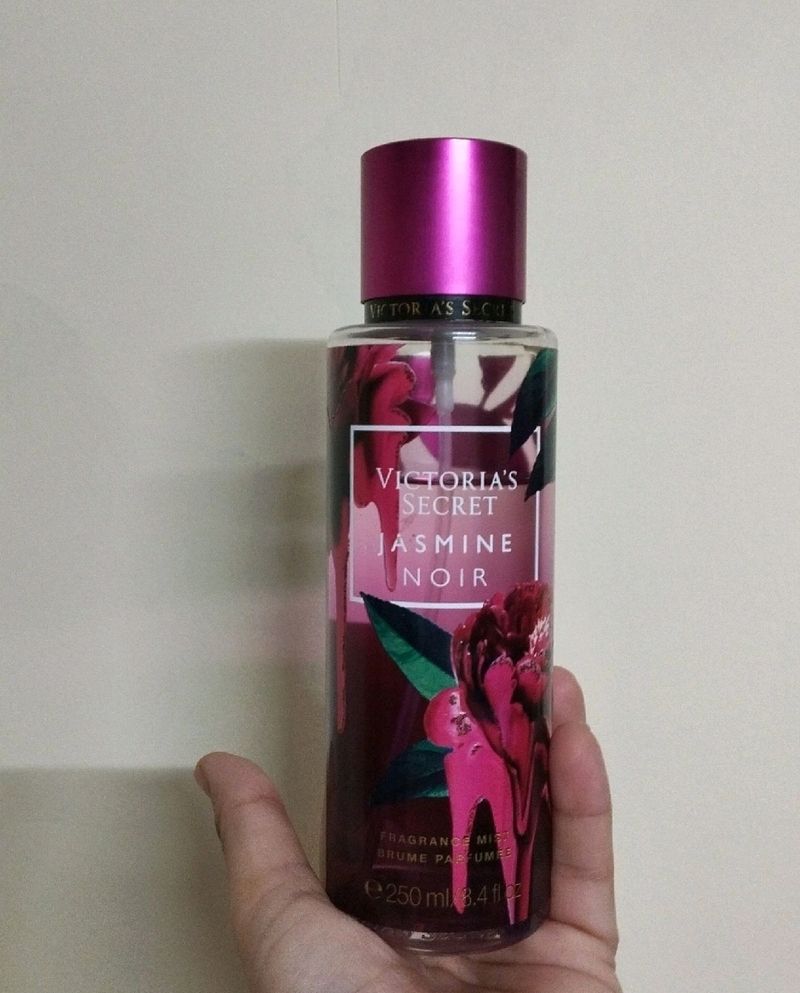 VICTORIA'S SECRET
VICTORIA'S
SECRET
JASMINE
NOIR
FRAGRANCE MIST
BRUME PARFUMÉE
℮ 250 ml/8.4 fl oz